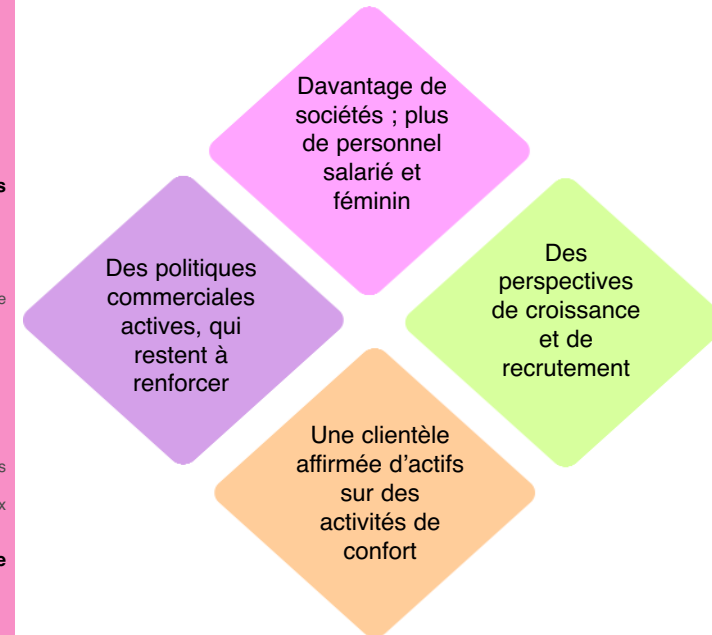 Davantage de
sociétés ; plus
de personnel
salarié et
féminin
Des politiques
commerciales
actives, qui
restent à
renforcer
Des
perspectives
de croissance
et de
recrutement
Une clientèle
affirmée d’actifs
sur des
activités de
confort
s
e
s
x
e